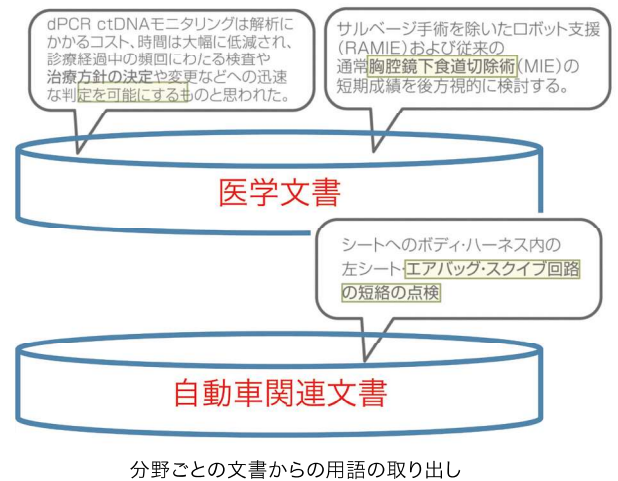 dPCR ctDNAモニタリングは解析に
かかるコスト、時間は大幅に低減され、
診療経過中の頻回にわたる検査や
治療方針の決定や変更などへの迅速
な判定を可能にするものと思われた。
サルベージ手術を除いたロボット支援
(RAMIE)および従来の
通常胸腔鏡下食道切除術(MIE)の
短期成績を後方視的に検討する。
医学文書
シートへのボディ・ハーネス内の
左シート・エアバッグ・スクイブ回路
の短絡の点検
自動車関連文書
分野ごとの文書からの用語の取り出し